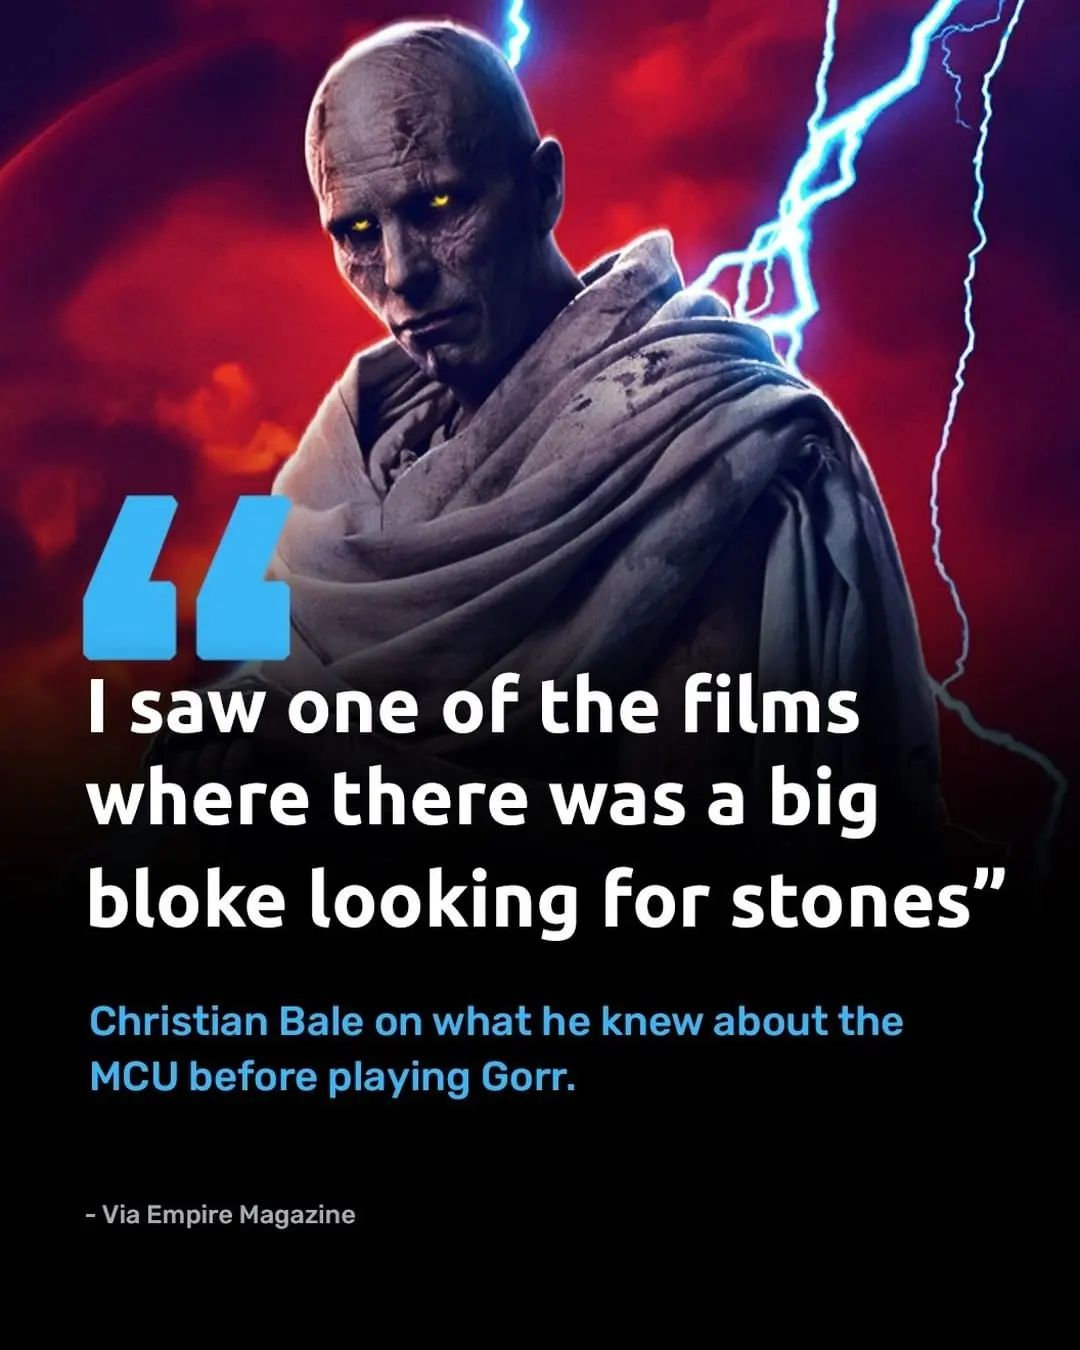 “
I saw one of the films
where there was a big
bloke looking for stones”
Christian Bale on what he knew about the
MCU before playing Gorr.
- Via Empire Magazine